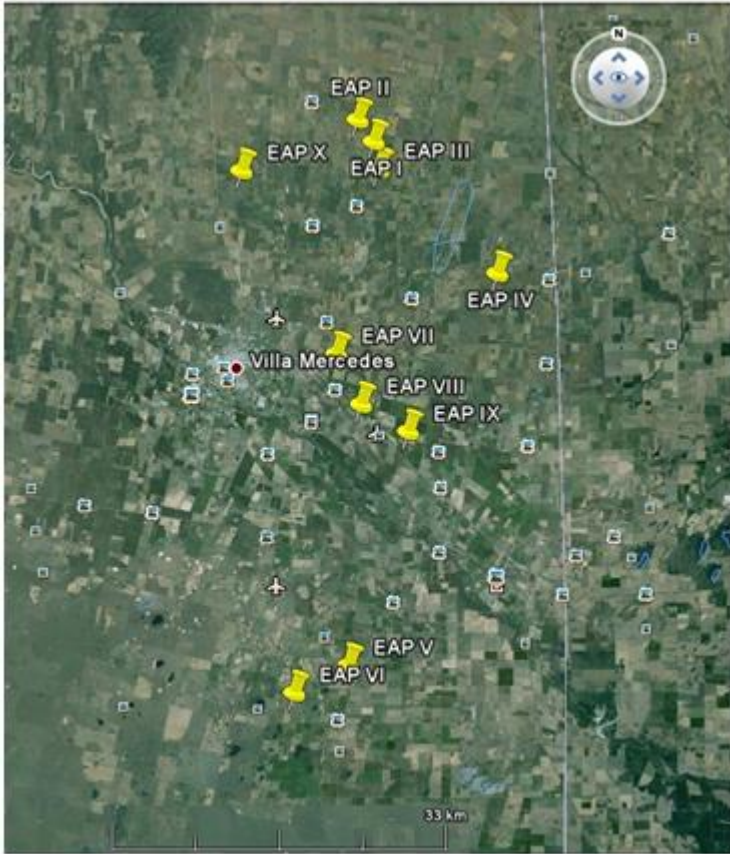 N
EAP II
EAP X
EAP III
EAP I
EAP IV
EAP VII
Villa Mercedes
EAP VIII
EAP IX
EAP V
EAP VI
33 km